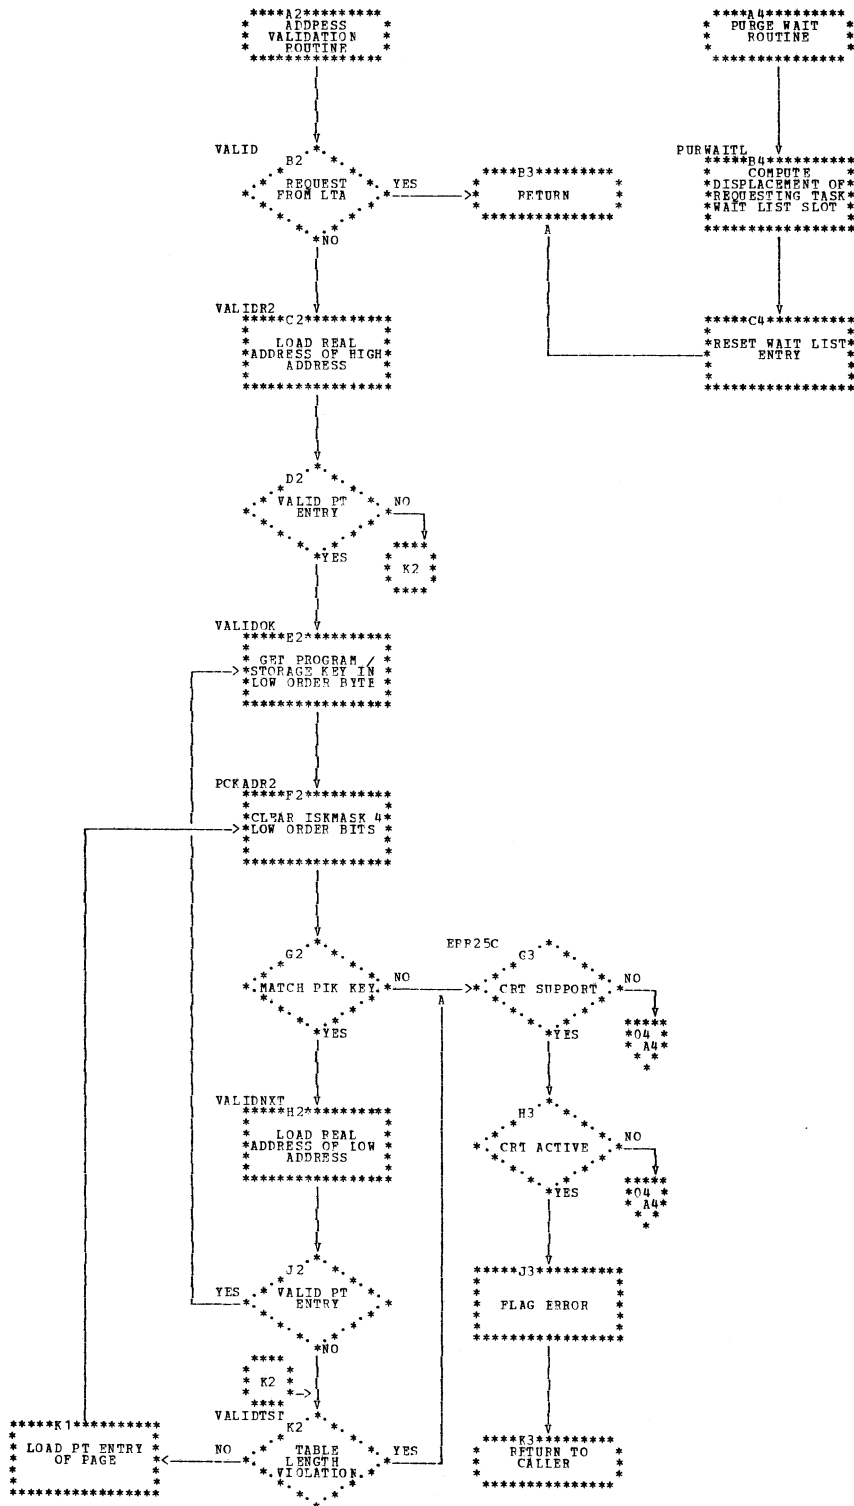 A2
ADDPESS
VALIDATION
ROUTINE
A4
PURGE WAIT
ROUTINE
VALID
B2
REQUEST
FROM LTA
YES
NO
B3
RETURN
A
PURWAITL
B4
COMPUTE
DISPLACEMENT OF
REQUESTING TASK
WAIT LIST SLOT
VALIDR2
C2
LOAD REAL
ADDRESS OF HIGH
ADDRESS
C4
RESET WAIT LIST
ENTRY
D2
VALID PT
ENTRY
NO
YES
K2
VALIDOK
E2
GET PROGRAM /
STORAGE KEY IN
LOW ORDER BYTE
PCKADR2
F2
CLEAR ISKMASK 4
LOW ORDER BITS
G2
MATCH PIK KEY
NO
YES
A
ERR25C
G3
CRT SUPPORT
NO
YES
04
A4
VALIDNXT
H2
LOAD REAL
ADDRESS OF LOW
ADDRESS
H3
CRT ACTIVE
NO
YES
04
A4
J2
VALID PT
ENTRY
YES
NO
J3
FLAG ERROR
K2
VALIDTST
K1
LOAD PT ENTRY
OF PAGE
NO
K2
TABLE
LENGTH
VIOLATION
YES
K3
RETURN TO
CALLER